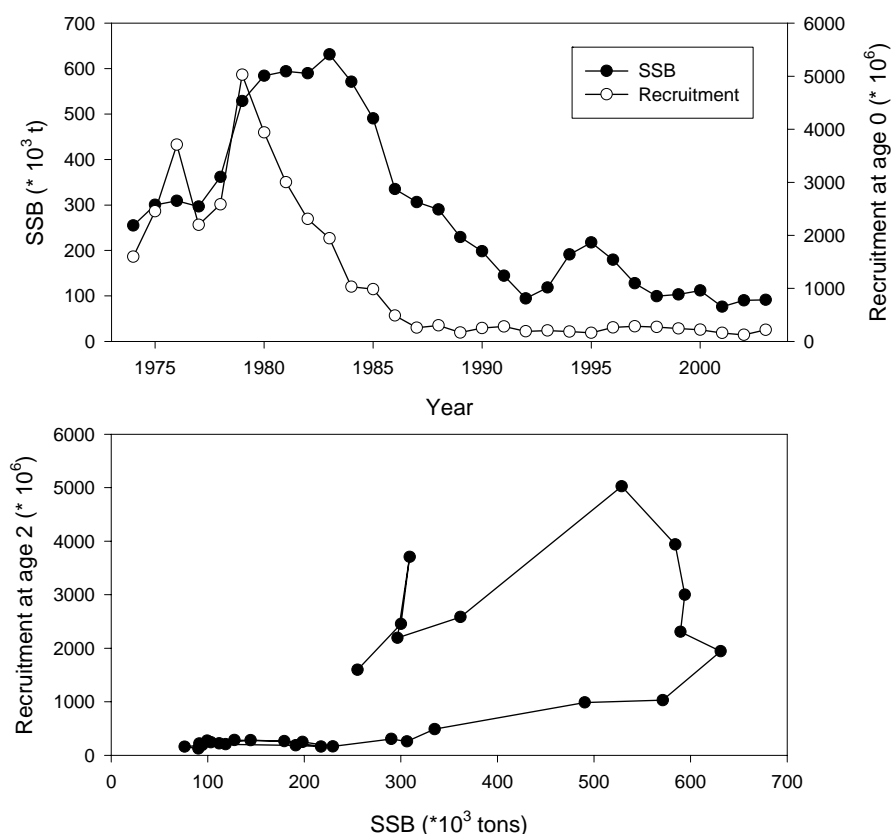 700
600
500
400
300
200
100
0
SSB (* 10³ t)
6000
5000
4000
3000
2000
1000
0
Recruitment at age 0 (* 10⁶)
SSB
Recruitment
1975 1980 1985 1990 1995 2000
Year
6000
5000
4000
3000
2000
1000
0
Recruitment at age 2 (* 10⁶)
0 100 200 300 400 500 600 700
SSB (*10³ tons)